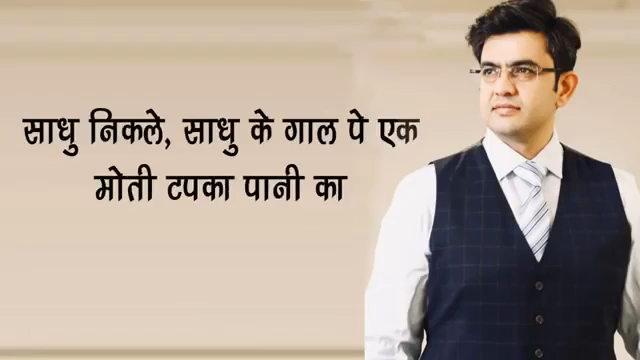 साधु निकले, साधु के गाल पे एक
मोती टपका पानी का